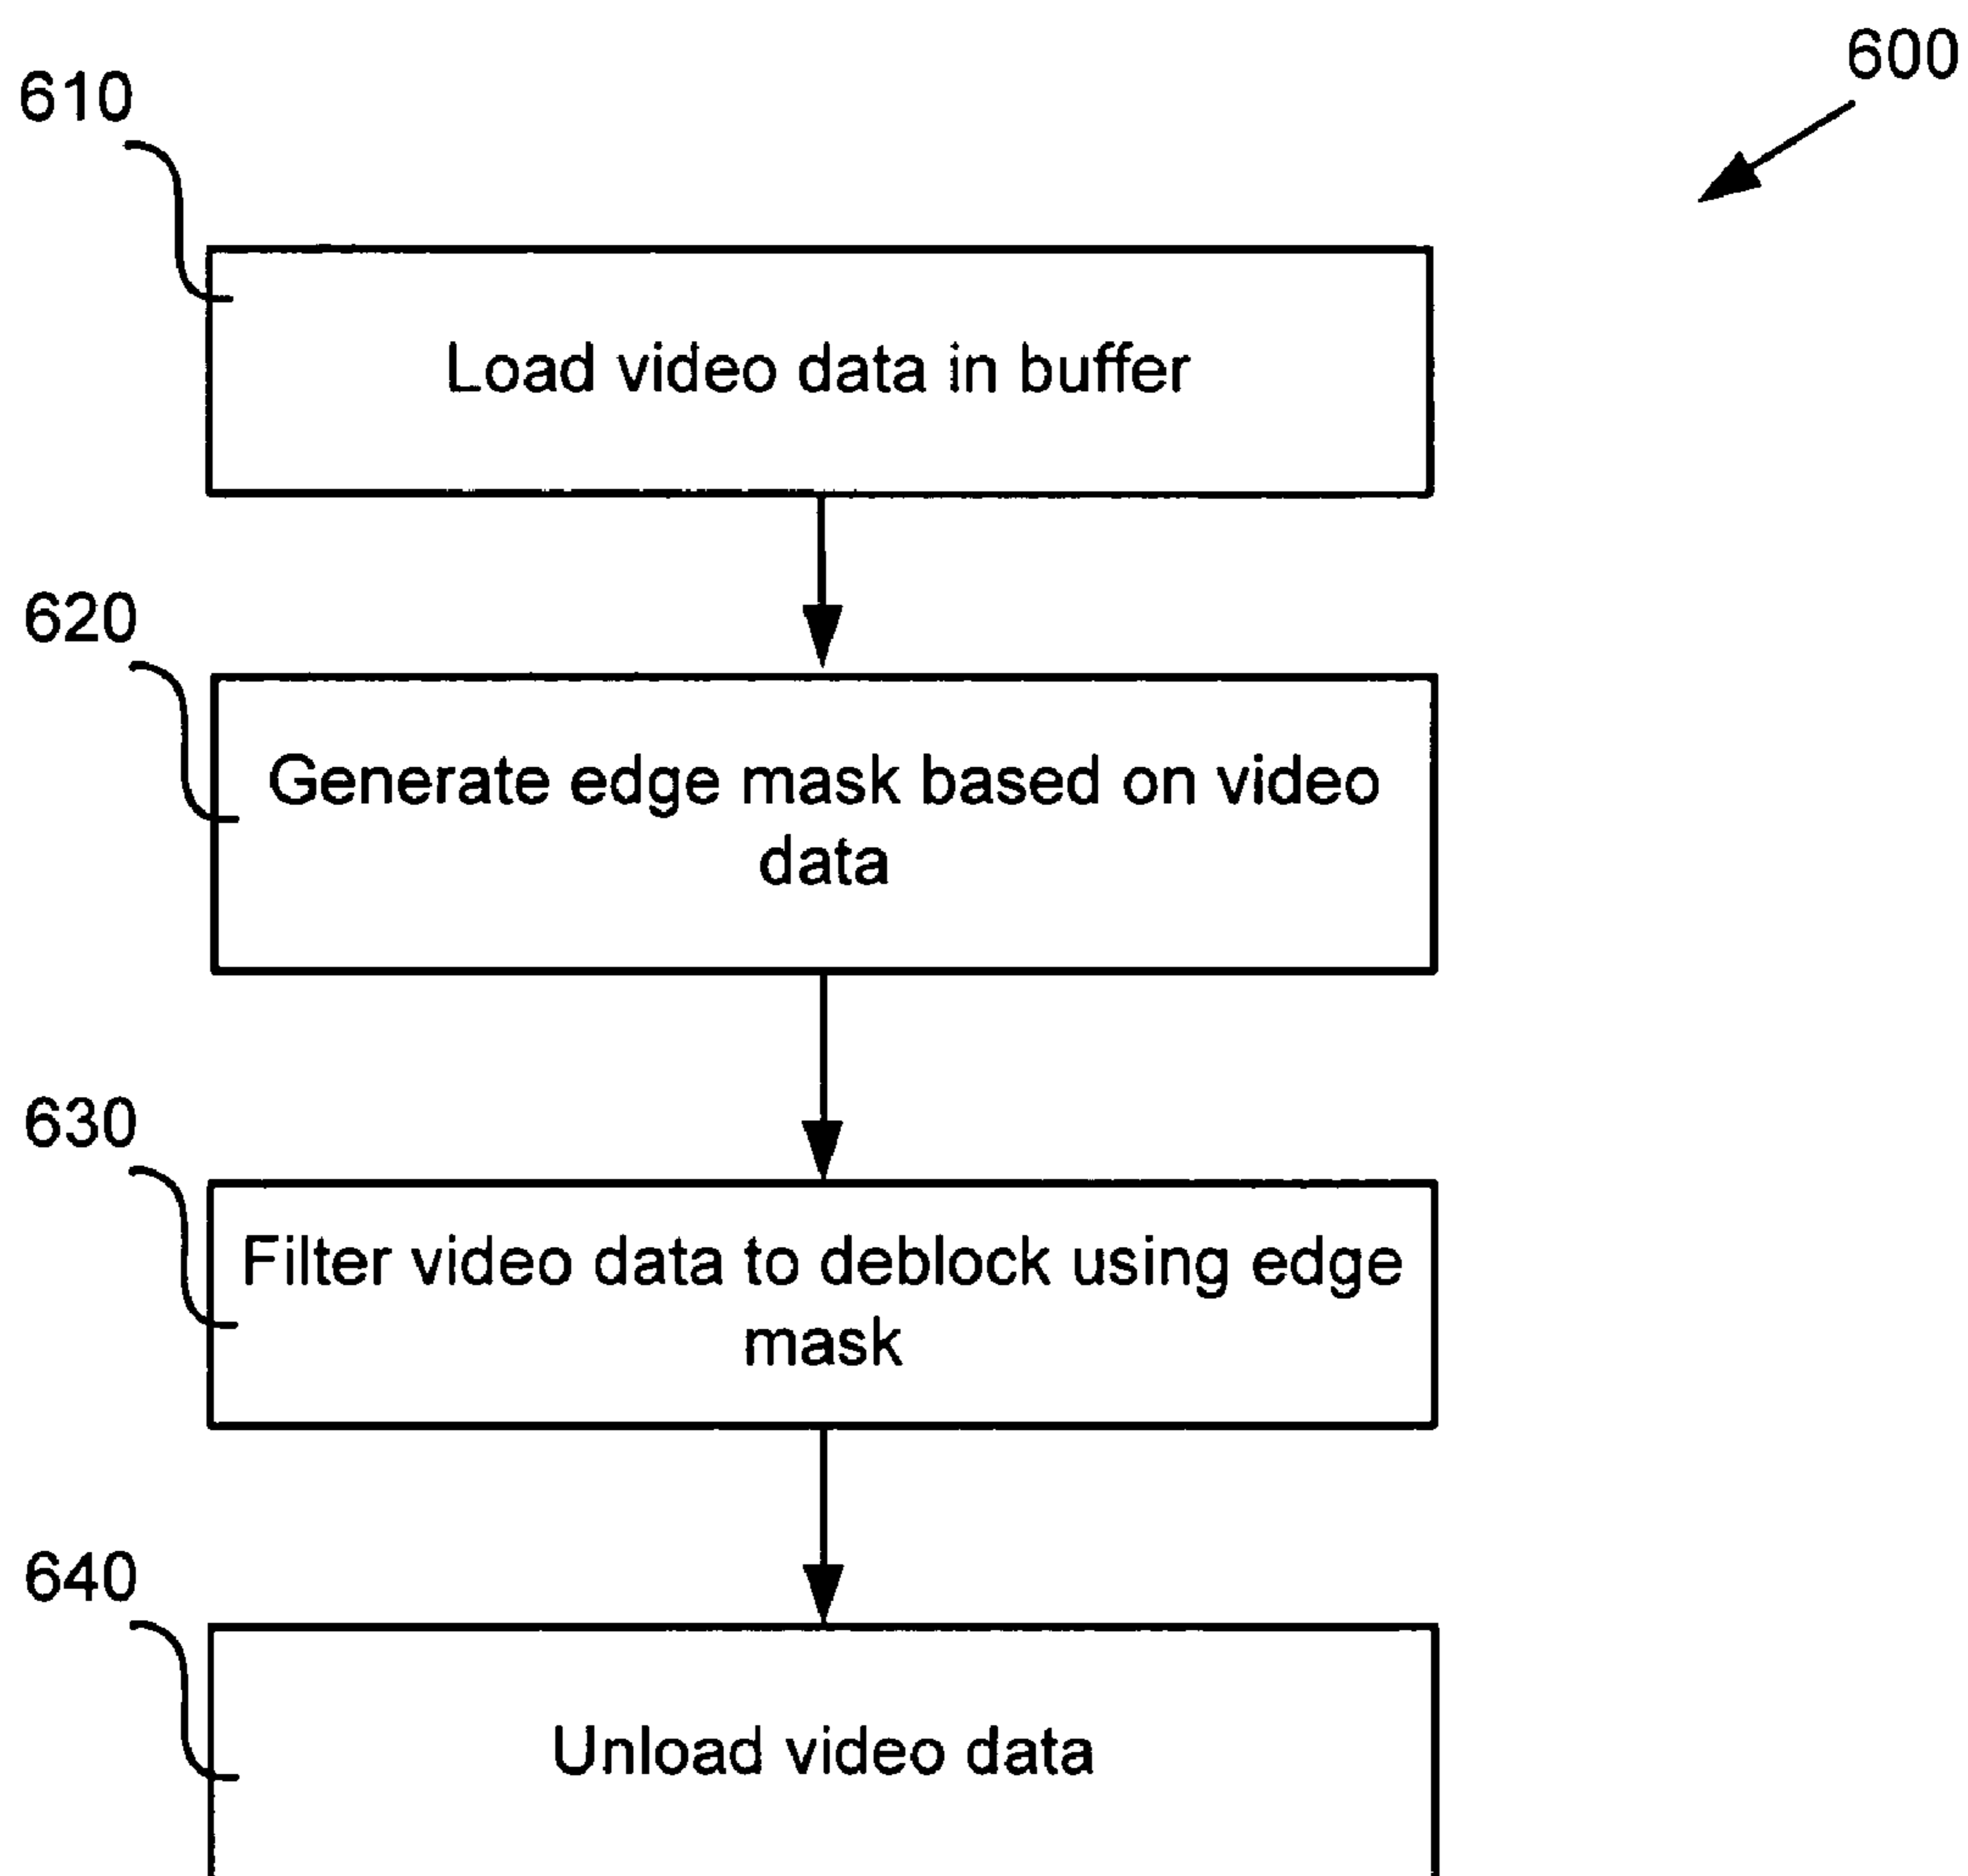 600
610
Load video data in buffer
620
Generate edge mask based on video
data
630
Filter video data to deblock using edge
mask
640
Unload video data